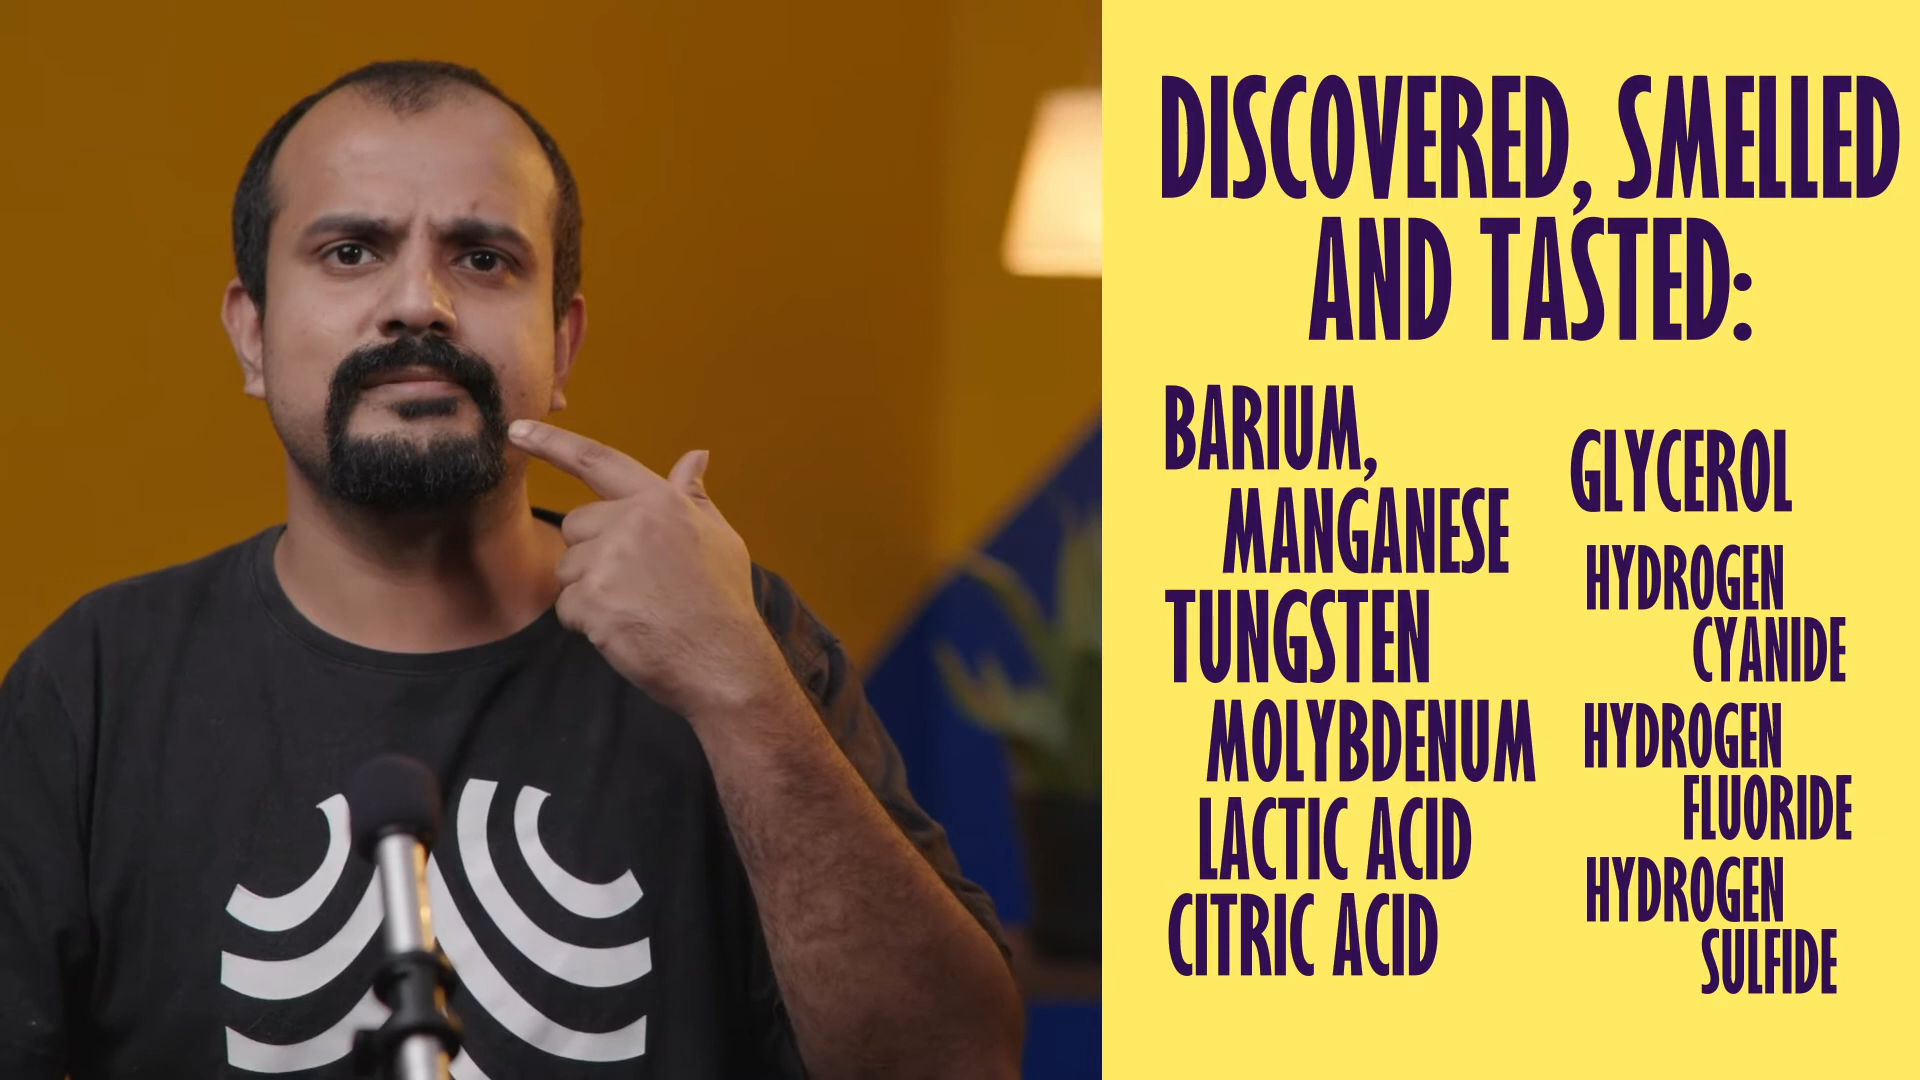 DISCOVERED, SMELLED
AND TASTED:
BARIUM,
MANGANESE
TUNGSTEN
MOLYBDENUM
LACTIC ACID
CITRIC ACID
GLYCEROL
HYDROGEN
CYANIDE
HYDROGEN
FLUORIDE
HYDROGEN
SULFIDE